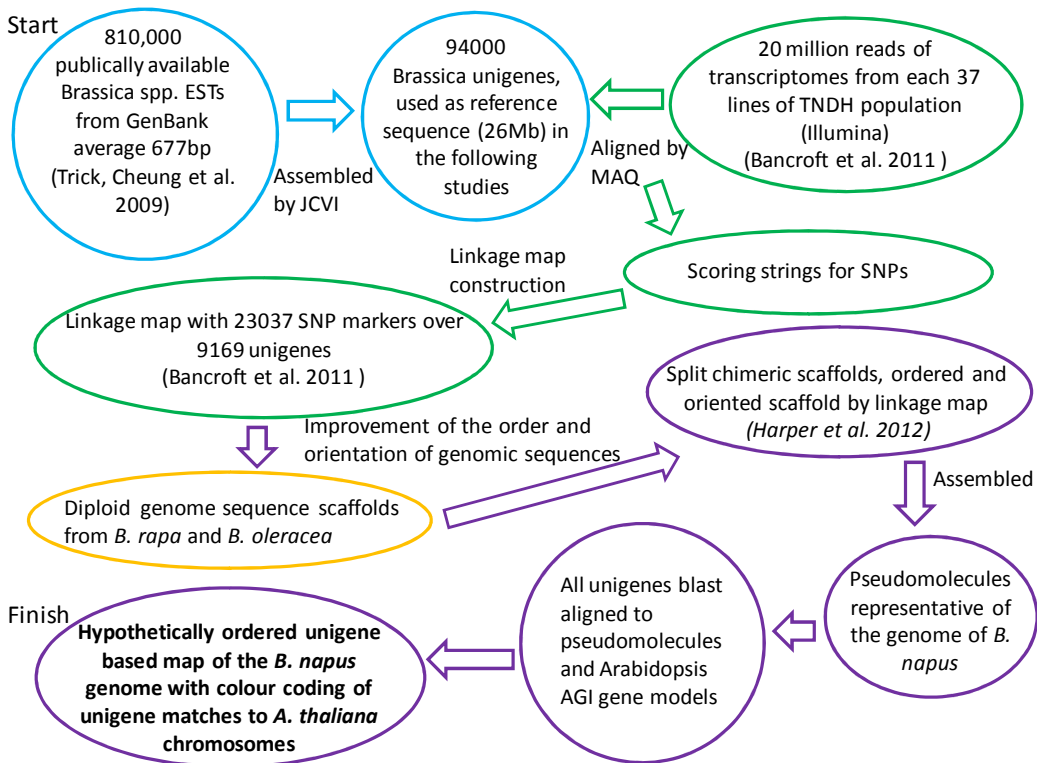 Start
810,000
publically available
Brassica spp. ESTs
from GenBank
average 677bp
(Trick, Cheung et al.
2009)
Assembled
by JCVI
94000
Brassica unigenes,
used as reference
sequence (26Mb) in
the following
studies
20 million reads of
transcriptomes from each 37
lines of TNDH population
(Illumina)
(Bancroft et al. 2011 )
Aligned by
MAQ
Scoring strings for SNPs
Linkage map
construction
Linkage map with 23037 SNP markers over
9169 unigenes
(Bancroft et al. 2011 )
Improvement of the order and
orientation of genomic sequences
Diploid genome sequence scaffolds
from B. rapa and B. oleracea
Split chimeric scaffolds, ordered and
oriented scaffold by linkage map
(Harper et al. 2012)
Assembled
Pseudomolecules
representative of
the genome of B.
napus
All unigenes blast
aligned to
pseudomolecules
and Arabidopsis
AGI gene models
Finish
Hypothetically ordered unigene
based map of the B. napus
genome with colour coding of
unigene matches to A. thaliana
chromosomes